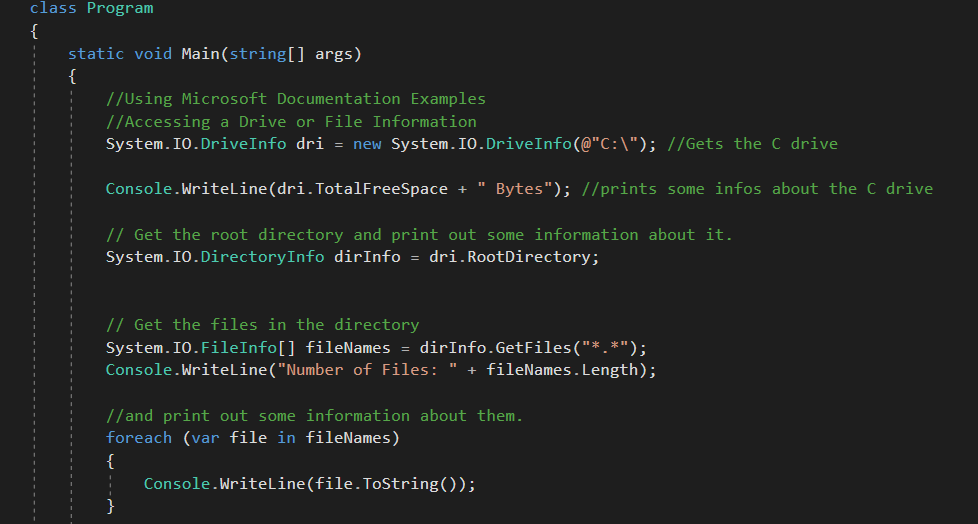 class Program
{
static void Main(string[] args)
{
//Using Microsoft Documentation Examples
//Accessing a Drive or File Information
System.IO.DriveInfo dri = new System.IO.DriveInfo(@"C:\"); //Gets the C drive
Console.WriteLine(dri.TotalFreeSpace + " Bytes"); //prints some infos about the C drive
// Get the root directory and print out some information about it.
System.IO.DirectoryInfo dirInfo = dri.RootDirectory;
// Get the files in the directory
System.IO.FileInfo[] fileNames = dirInfo.GetFiles("*.*");
Console.WriteLine("Number of Files: " + fileNames.Length);
//and print out some information about them.
foreach (var file in fileNames)
{
Console.WriteLine(file.ToString());
}